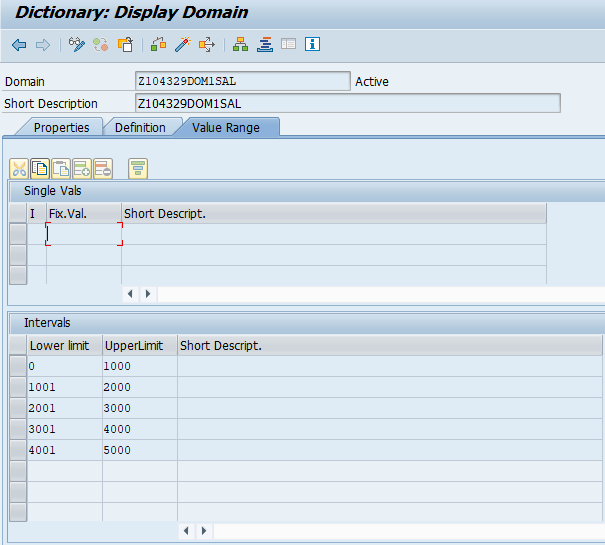 Dictionary: Display Domain
Domain Z104329DOM1SAL Active
Short Description Z104329DOM1SAL
Properties Definition Value Range
Single Vals
I Fix.Val. Short Descript.
Intervals
Lower limit UpperLimit Short Descript.
0 1000
1001 2000
2001 3000
3001 4000
4001 5000